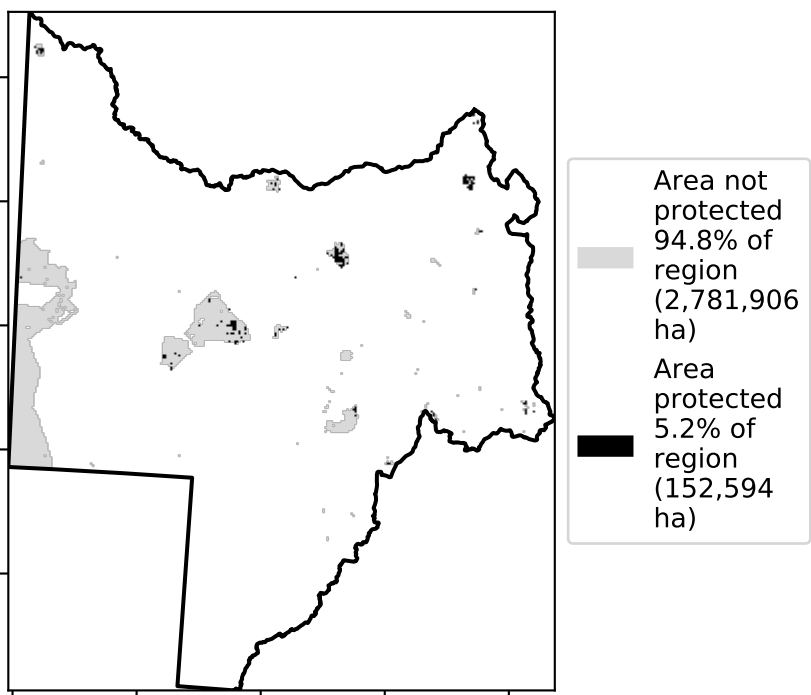 Area not
protected
94.8% of
region
(2,781,906
ha)
Area
protected
5.2% of
region
(152,594
ha)